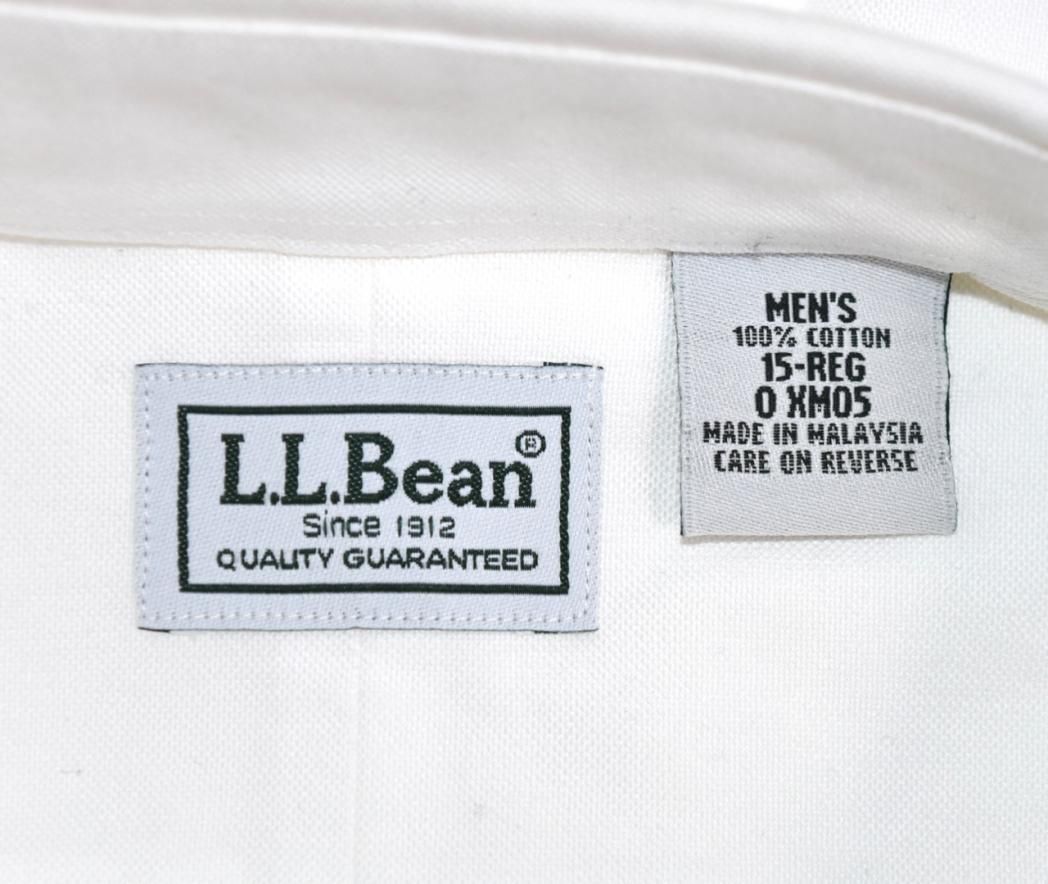 L.L.Bean®
Since 1912
QUALITY GUARANTEED
MEN'S
100% COTTON
15-REG
0 XM05
MADE IN MALAYSIA
CARE ON REVERSE